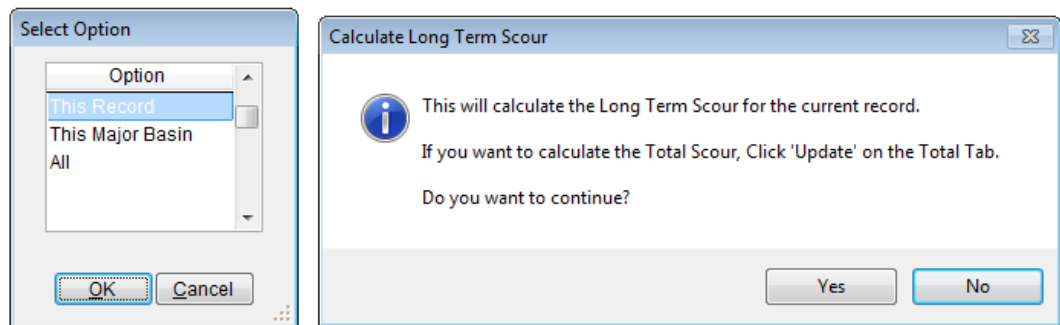 Select Option
Option
This Record
This Major Basin
All
OK
Cancel
Calculate Long Term Scour
This will calculate the Long Term Scour for the current record.
If you want to calculate the Total Scour, Click 'Update' on the Total Tab.
Do you want to continue?
Yes
No